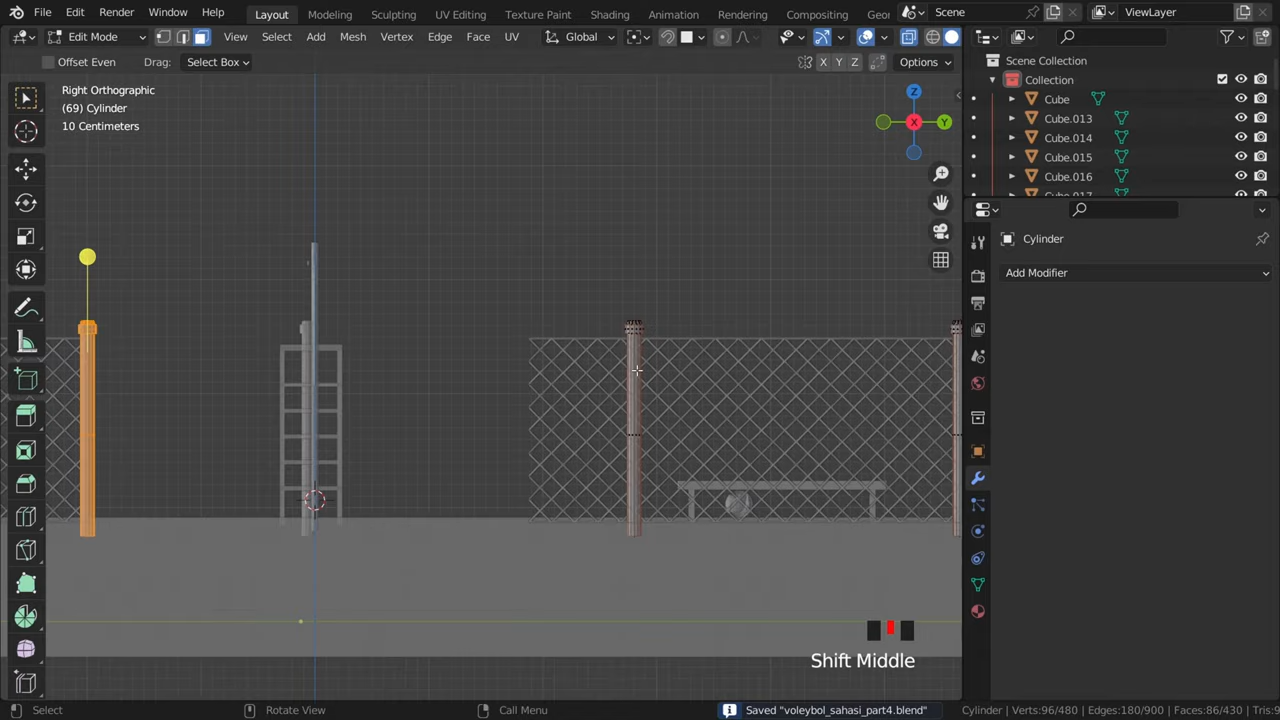 File Edit Render Window Help Layout Modeling Sculpting UV Editing Texture Paint Shading Animation Rendering Compositing Geor Scene ViewLayer
Edit Mode View Select Add Mesh Vertex Edge Face UV Global
Offset Even Drag: Select Box X Y Z Options
Right Orthographic
(69) Cylinder
10 Centimeters
Z
X
Y
Scene Collection
Collection
Cube
Cube.013
Cube.014
Cube.015
Cube.016
Cube.017
Cylinder
Add Modifier
Shift Middle
Select Rotate View Call Menu Saved "voleybol_sahasi_part4.blend" Cylinder | Verts:96/480 | Edges:180/900 | Faces:86/430 | Tris:9